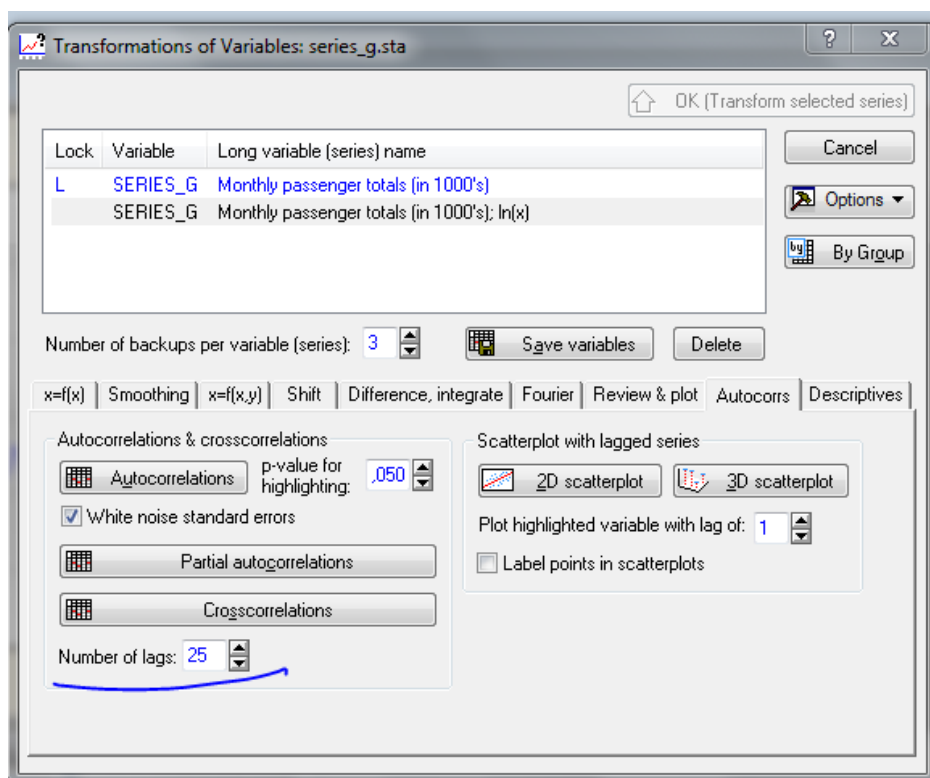 Transformations of Variables: series_g.sta
OK (Transform selected series)
Lock Variable Long variable (series) name
L SERIES_G Monthly passenger totals (in 1000's)
SERIES_G Monthly passenger totals (in 1000's); ln(x)
Cancel
Options
By Group
Number of backups per variable (series): 3
Save variables
Delete
x=f(x) Smoothing x=f(x,y) Shift Difference, integrate Fourier Review & plot Autocorrs Descriptives
Autocorrelations & crosscorrelations
Autocorrelations
p-value for
highlighting: ,050
White noise standard errors
Partial autocorrelations
Crosscorrelations
Number of lags: 25
Scatterplot with lagged series
2D scatterplot
3D scatterplot
Plot highlighted variable with lag of: 1
Label points in scatterplots